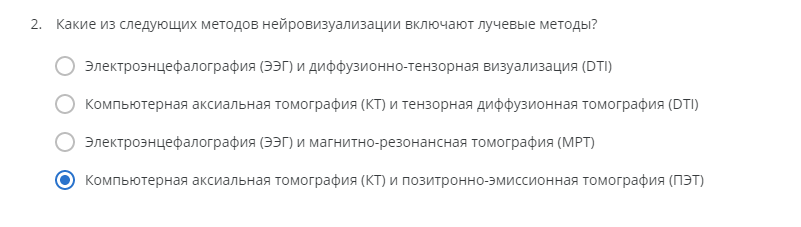 2. Какие из следующих методов нейровизуализации включают лучевые методы?
Электроэнцефалография (ЭЭГ) и диффузионно-тензорная визуализация (DTI)
Компьютерная аксиальная томография (КТ) и тензорная диффузионная томография (DTI)
Электроэнцефалография (ЭЭГ) и магнитно-резонансная томография (МРТ)
Компьютерная аксиальная томография (КТ) и позитронно-эмиссионная томография (ПЭТ)